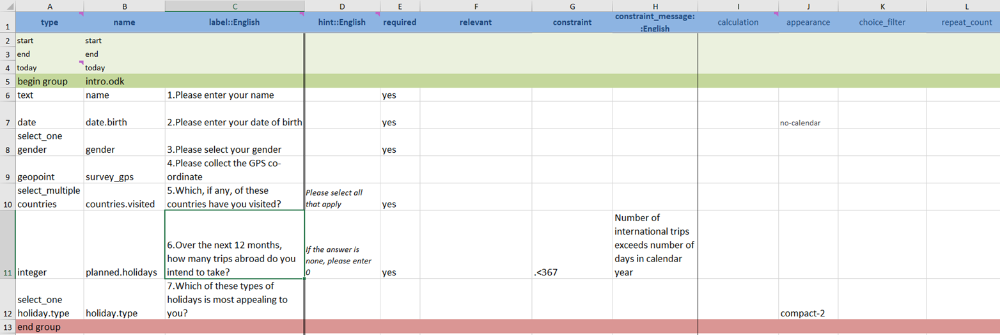 A B C D E F G H I J K L
1 type name label::English hint::English required relevant constraint constraint_message: calculation appearance choice_filter repeat_count
:English
2 start start
3 end end
4 today today
5 begin group intro.odk
6 text name 1.Please enter your name yes
7 date date.birth 2.Please enter your date of birth yes no-calendar
select_one
8 gender gender 3.Please select your gender yes
4.Please collect the GPS co-
9 geopoint survey_gps ordinate
select_multiple 5.Which, if any, of these Please select all
10 countries countries.visited countries have you visited? that apply yes
Number of
international trips
6.Over the next 12 months, If the answer is exceeds number of
how many trips abroad do you none, please enter days in calendar
11 integer planned.holidays intend to take? 0 yes .<367 year
7.Which of these types of
select_one holidays is most appealing to
12 holiday.type holiday.type you? compact-2
13 end group